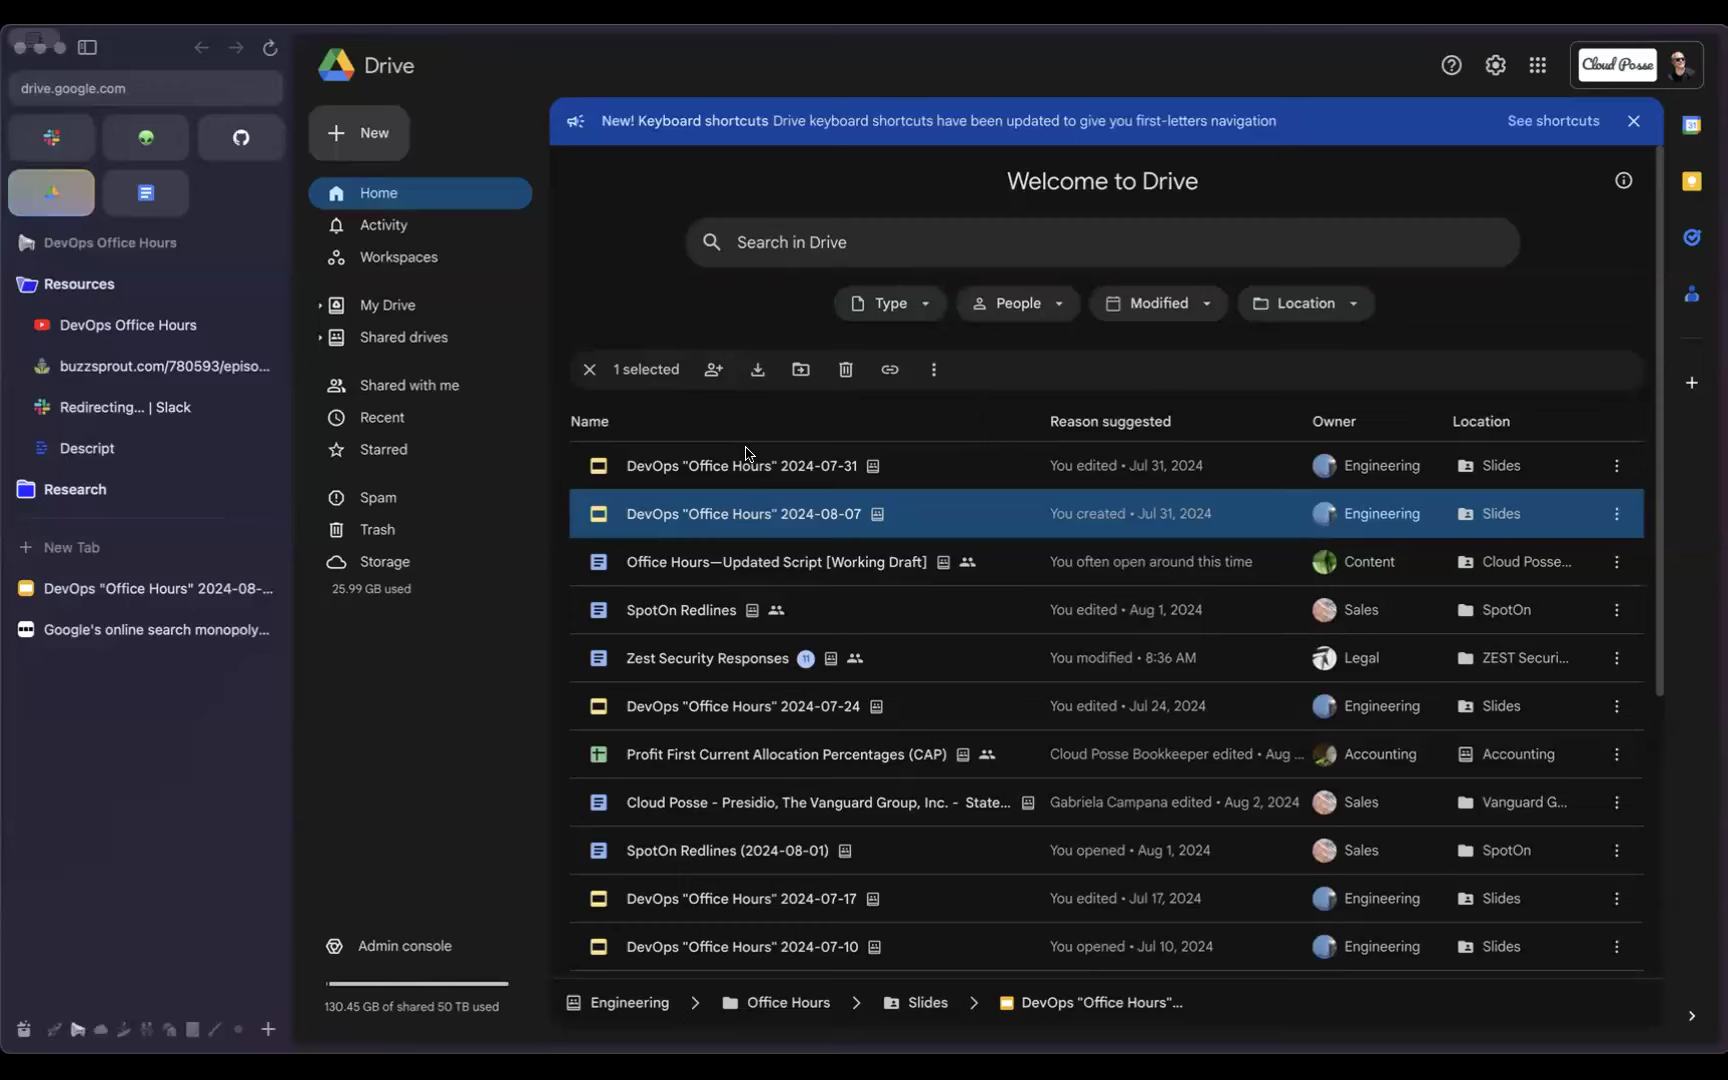 drive.google.com
DevOps Office Hours
Resources
DevOps Office Hours
buzzsprout.com/780593/episo...
Redirecting... | Slack
Descript
Research
New Tab
DevOps "Office Hours" 2024-08-...
Google's online search monopoly...
Drive
New
Home
Activity
Workspaces
My Drive
Shared drives
Shared with me
Recent
Starred
Spam
Trash
Storage
25.99 GB used
Admin console
130.45 GB of shared 50 TB used
Cloud Posse
New! Keyboard shortcuts Drive keyboard shortcuts have been updated to give you first-letters navigation See shortcuts
Welcome to Drive
Search in Drive
Type People Modified Location
1 selected
Name Reason suggested Owner Location
DevOps "Office Hours" 2024-07-31 You edited • Jul 31, 2024 Engineering Slides
DevOps "Office Hours" 2024-08-07 You created • Jul 31, 2024 Engineering Slides
Office Hours—Updated Script [Working Draft] You often open around this time Content Cloud Posse...
SpotOn Redlines You edited • Aug 1, 2024 Sales SpotOn
Zest Security Responses 11 You modified • 8:36 AM Legal ZEST Securi...
DevOps "Office Hours" 2024-07-24 You edited • Jul 24, 2024 Engineering Slides
Profit First Current Allocation Percentages (CAP) Cloud Posse Bookkeeper edited • Aug ... Accounting Accounting
Cloud Posse - Presidio, The Vanguard Group, Inc. - State... Gabriela Campana edited • Aug 2, 2024 Sales Vanguard G...
SpotOn Redlines (2024-08-01) You opened • Aug 1, 2024 Sales SpotOn
DevOps "Office Hours" 2024-07-17 You edited • Jul 17, 2024 Engineering Slides
DevOps "Office Hours" 2024-07-10 You opened • Jul 10, 2024 Engineering Slides
Engineering Office Hours Slides DevOps "Office Hours"...
31